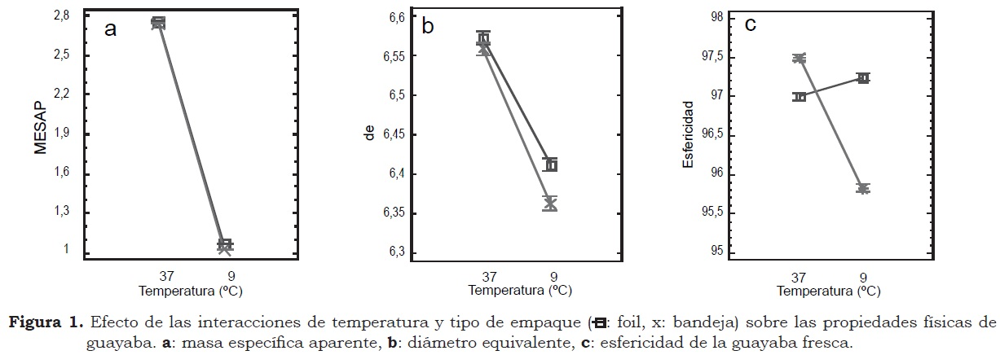 a
2,8
2,5
2,2
1,9
1,6
1,3
1
MESAP
37 9
Temperatura (ºC)
b
6,6
6,55
6,5
6,45
6,4
6,35
6,3
de
37 9
Temperatura (ºC)
c
98
97,5
97
96,5
96
95,5
95
Esfericidad
37 9
Temperatura (ºC)
Figura 1. Efecto de las interacciones de temperatura y tipo de empaque (: foil, x: bandeja) sobre las propiedades físicas de
guayaba. a: masa específica aparente, b: diámetro equivalente, c: esfericidad de la guayaba fresca.